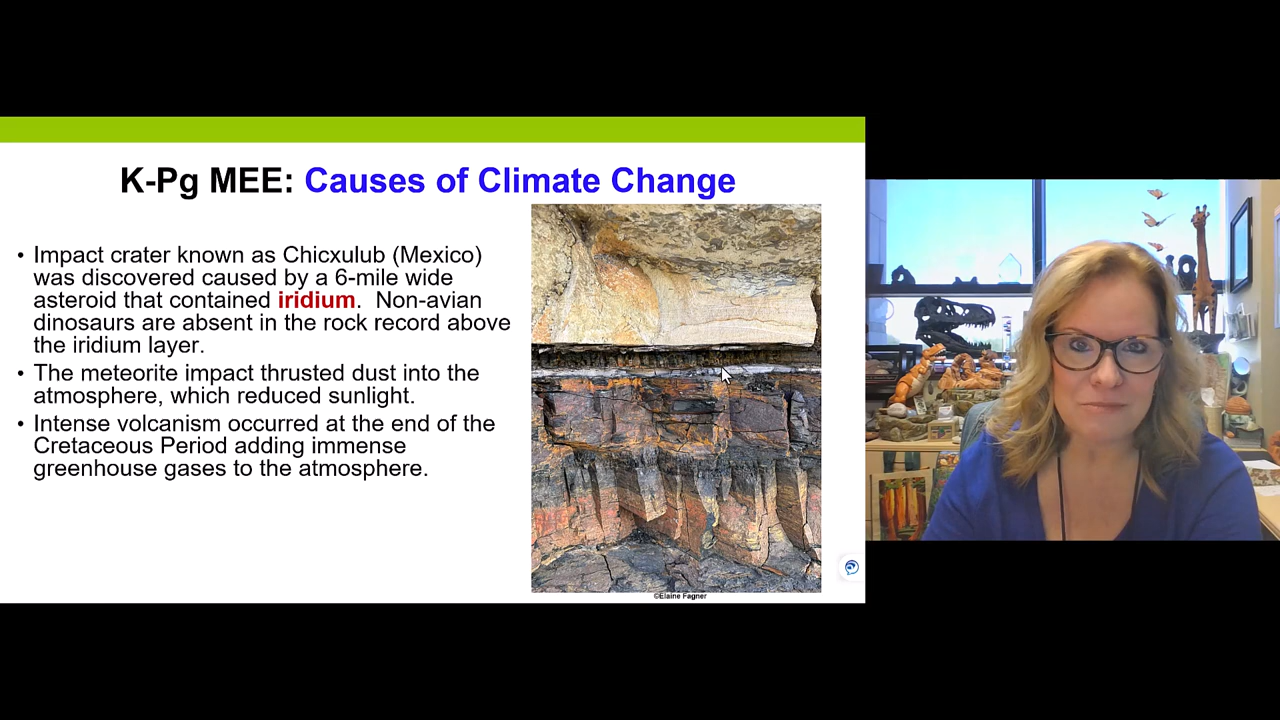 K-Pg MEE: Causes of Climate Change
• Impact crater known as Chicxulub (Mexico)
was discovered caused by a 6-mile wide
asteroid that contained iridium. Non-avian
dinosaurs are absent in the rock record above
the iridium layer.
• The meteorite impact thrusted dust into the
atmosphere, which reduced sunlight.
• Intense volcanism occurred at the end of the
Cretaceous Period adding immense
greenhouse gases to the atmosphere.
©Elaine Fagner